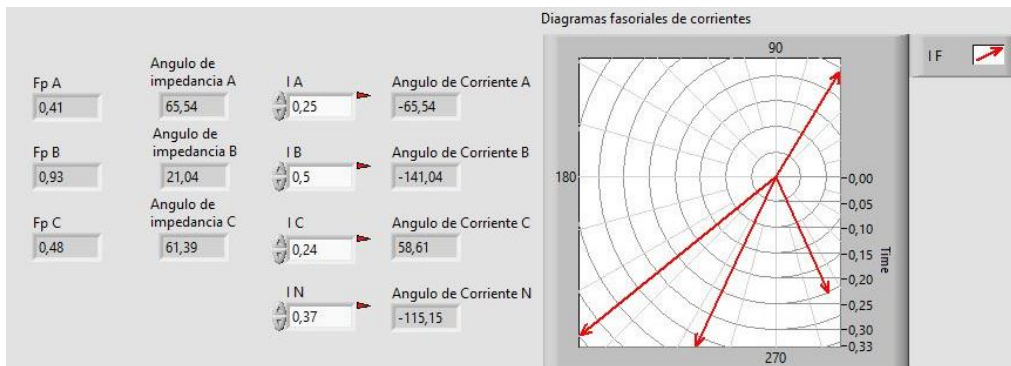 Diagramas fasoriales de corrientes
Fp A
0,41
Angulo de
impedancia A
65,54
I A
0,25
Angulo de Corriente A
-65,54
Fp B
0,93
Angulo de
impedancia B
21,04
I B
0,5
Angulo de Corriente B
-141,04
Fp C
0,48
Angulo de
impedancia C
61,39
I C
0,24
Angulo de Corriente C
58,61
I N
0,37
Angulo de Corriente N
-115,15
90
180
270
-0,00
-0,05
-0,10
-0,15
-0,20
-0,25
-0,30
-0,33
Time
I F